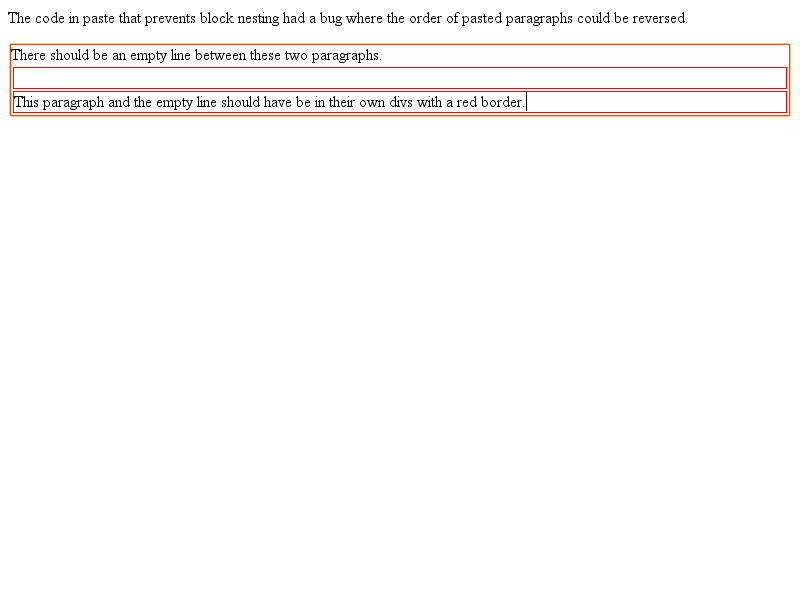 The code in paste that prevents block nesting had a bug where the order of pasted paragraphs could be reversed.
There should be an empty line between these two paragraphs.
This paragraph and the empty line should have be in their own divs with a red border.